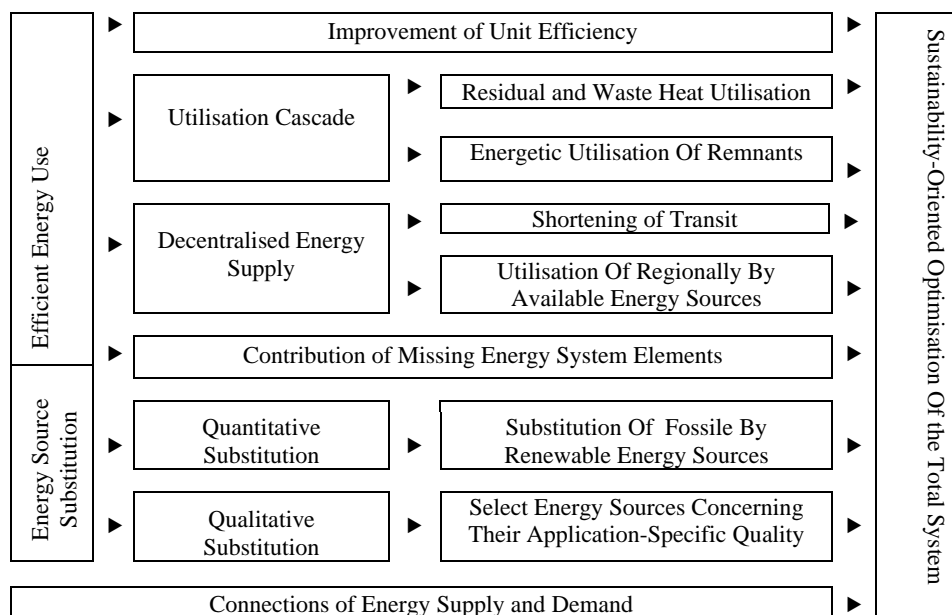 Efficient Energy Use
Energy Source
Substitution
Improvement of Unit Efficiency
Utilisation Cascade
Residual and Waste Heat Utilisation
Energetic Utilisation Of Remnants
Decentralised Energy
Supply
Shortening of Transit
Utilisation Of Regionally By
Available Energy Sources
Contribution of Missing Energy System Elements
Quantitative
Substitution
Substitution Of Fossile By
Renewable Energy Sources
Qualitative
Substitution
Select Energy Sources Concerning
Their Application-Specific Quality
Connections of Energy Supply and Demand
Sustainability-Oriented Optimisation Of the Total System